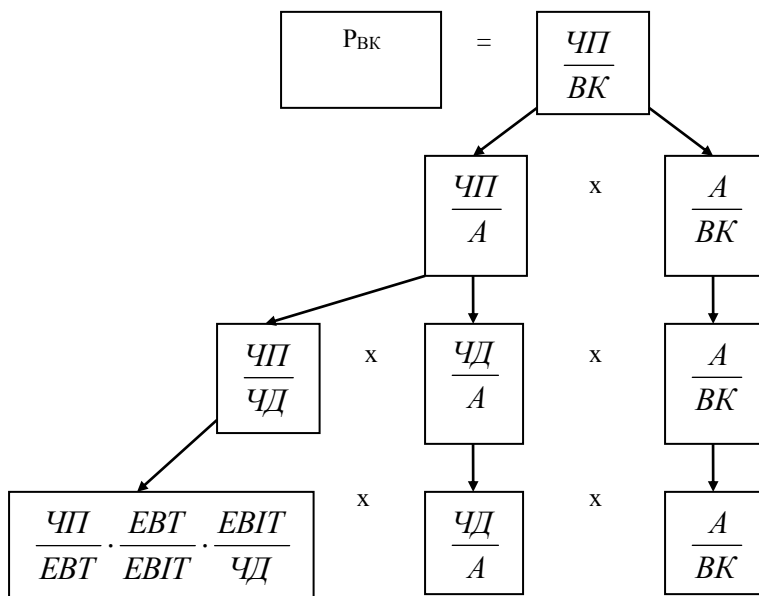 Р_ВК = ЧП/ВК
ЧП/А х А/ВК
ЧП/ЧД х ЧД/А х А/ВК
ЧП/EBT · EBT/EBIT · EBIT/ЧД х ЧД/А х А/ВК